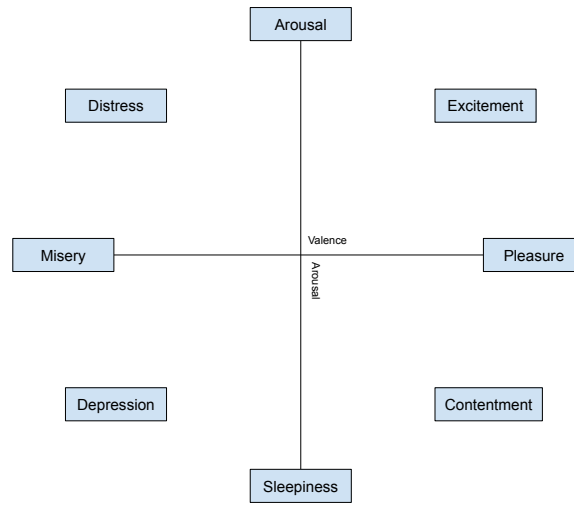 Arousal
Distress
Excitement
Valence
Misery
Pleasure
Arousal
Depression
Contentment
Sleepiness